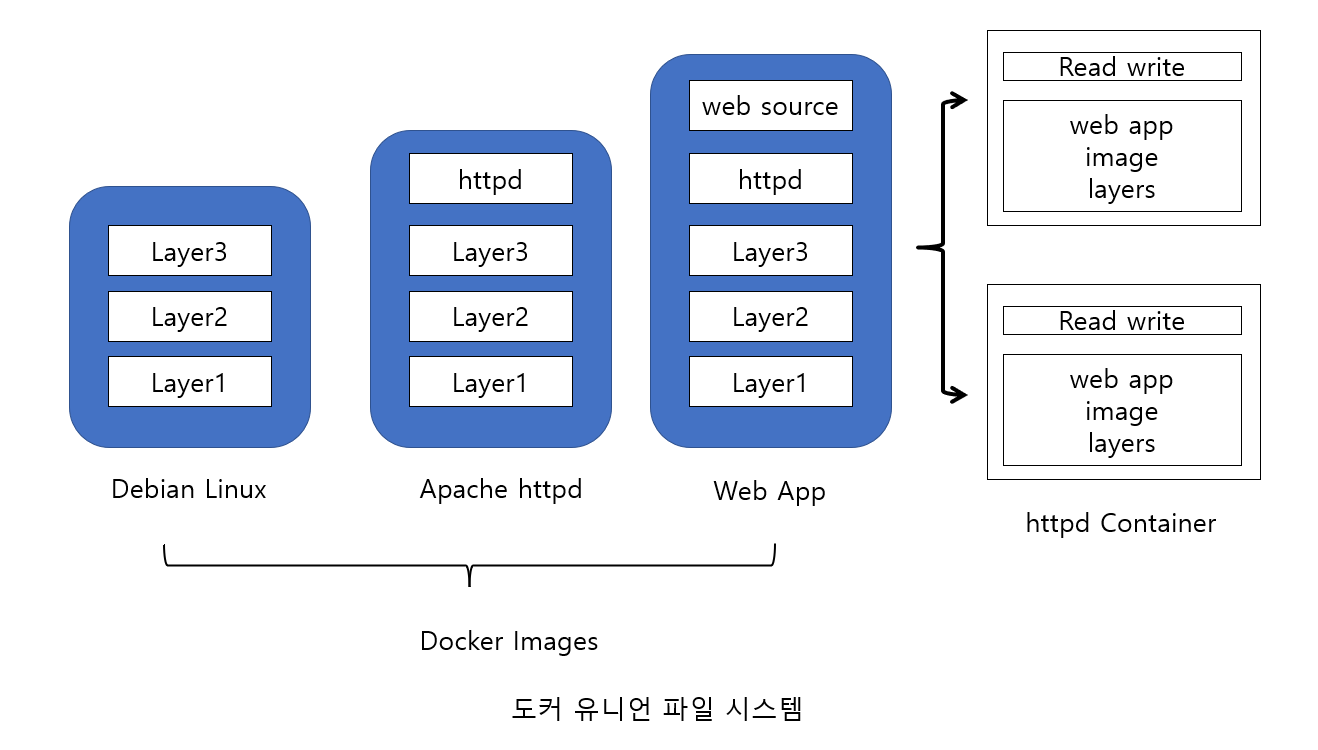 Layer3
Layer2
Layer1
Debian Linux
httpd
Layer3
Layer2
Layer1
Apache httpd
web source
httpd
Layer3
Layer2
Layer1
Web App
Read write
web app
image
layers
Read write
web app
image
layers
httpd Container
Docker Images
도커 유니언 파일 시스템